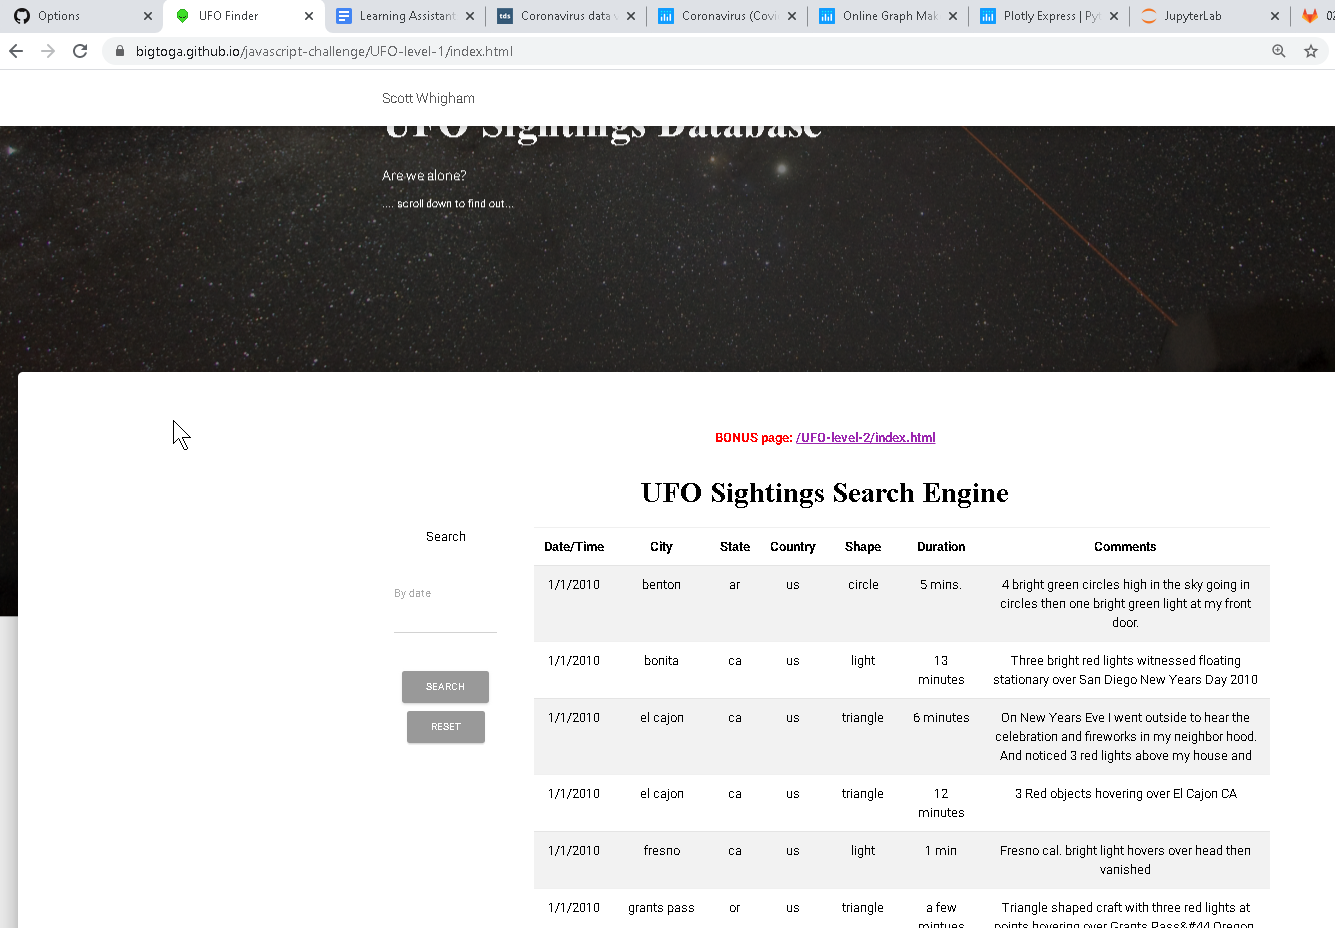 Options
UFO Finder
Learning Assistant
tds
Coronavirus data v
Coronavirus (Covi
Online Graph Mak
Plotly Express | Pyt
JupyterLab
02
bigtoga.github.io/javascript-challenge/UFO-level-1/index.html
Scott Whigham
UFO Sightings Database
Are we alone?
.... scroll down to find out...
BONUS page: /UFO-level-2/index.html
UFO Sightings Search Engine
Search
By date
SEARCH
RESET
Date/Time City State Country Shape Duration Comments
1/1/2010 benton ar us circle 5 mins. 4 bright green circles high in the sky going in
circles then one bright green light at my front
door.
1/1/2010 bonita ca us light 13 Three bright red lights witnessed floating
minutes stationary over San Diego New Years Day 2010
1/1/2010 el cajon ca us triangle 6 minutes On New Years Eve I went outside to hear the
celebration and fireworks in my neighbor hood.
And noticed 3 red lights above my house and
1/1/2010 el cajon ca us triangle 12 3 Red objects hovering over El Cajon CA
minutes
1/1/2010 fresno ca us light 1 min Fresno cal. bright light hovers over head then
vanished
1/1/2010 grants pass or us triangle a few Triangle shaped craft with three red lights at
mintues points hovering over Grants Pass&#44 Oregon